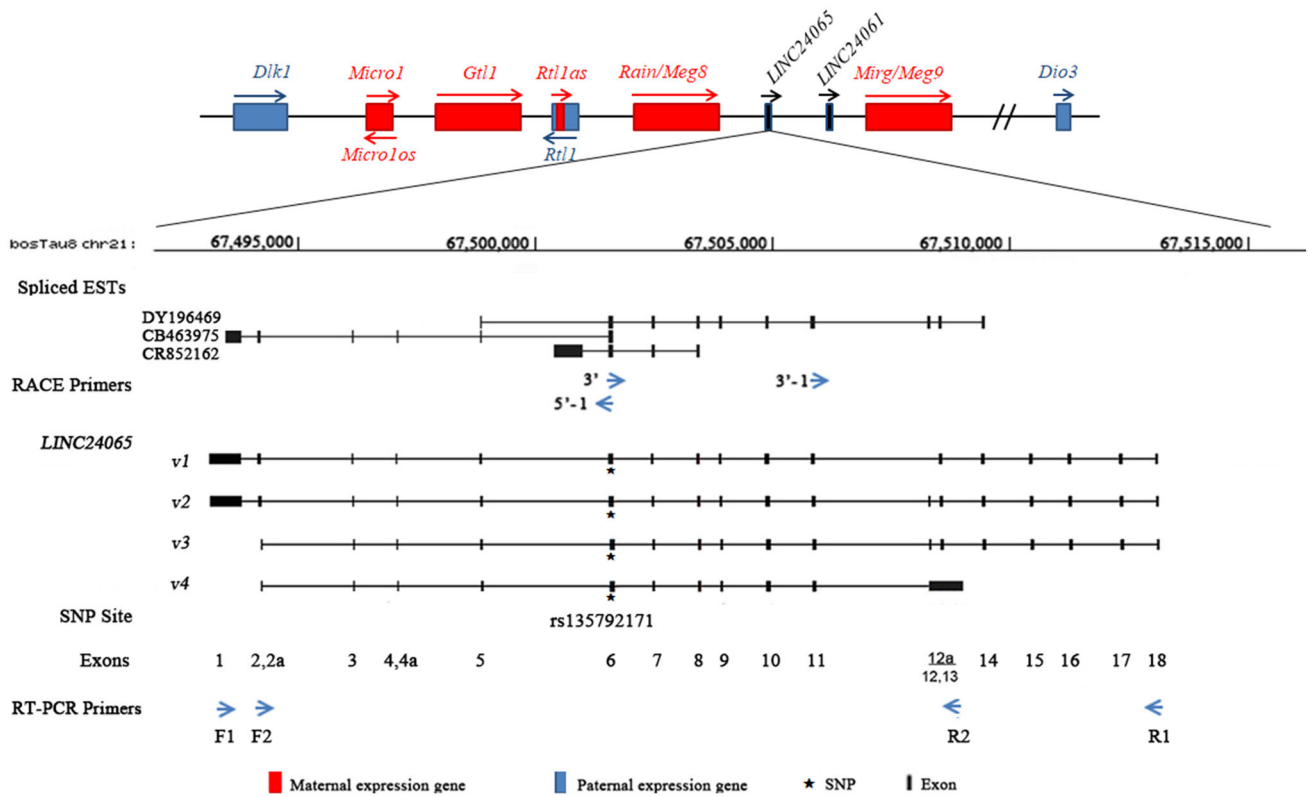 LINC24065
LINC24061
Dlk1
Micro1
Gtl1
Rtl1as
Rain/Meg8
Mirg/Meg9
Dio3
//
Micro1os
Rtl1
bosTau8 chr21:
67,495,000
67,500,000
67,505,000
67,510,000
67,515,000
Spliced ESTs
DY196469
CB463975
CR852162
RACE Primers
3'
3'-1
5'-1
LINC24065
v1
v2
v3
v4
SNP Site
rs135792171
Exons
1
2,2a
3
4,4a
5
6
7
8
9
10
11
12a
12,13
14
15
16
17
18
RT-PCR Primers
F1
F2
R2
R1
Maternal expression gene
Paternal expression gene
★ SNP
Exon